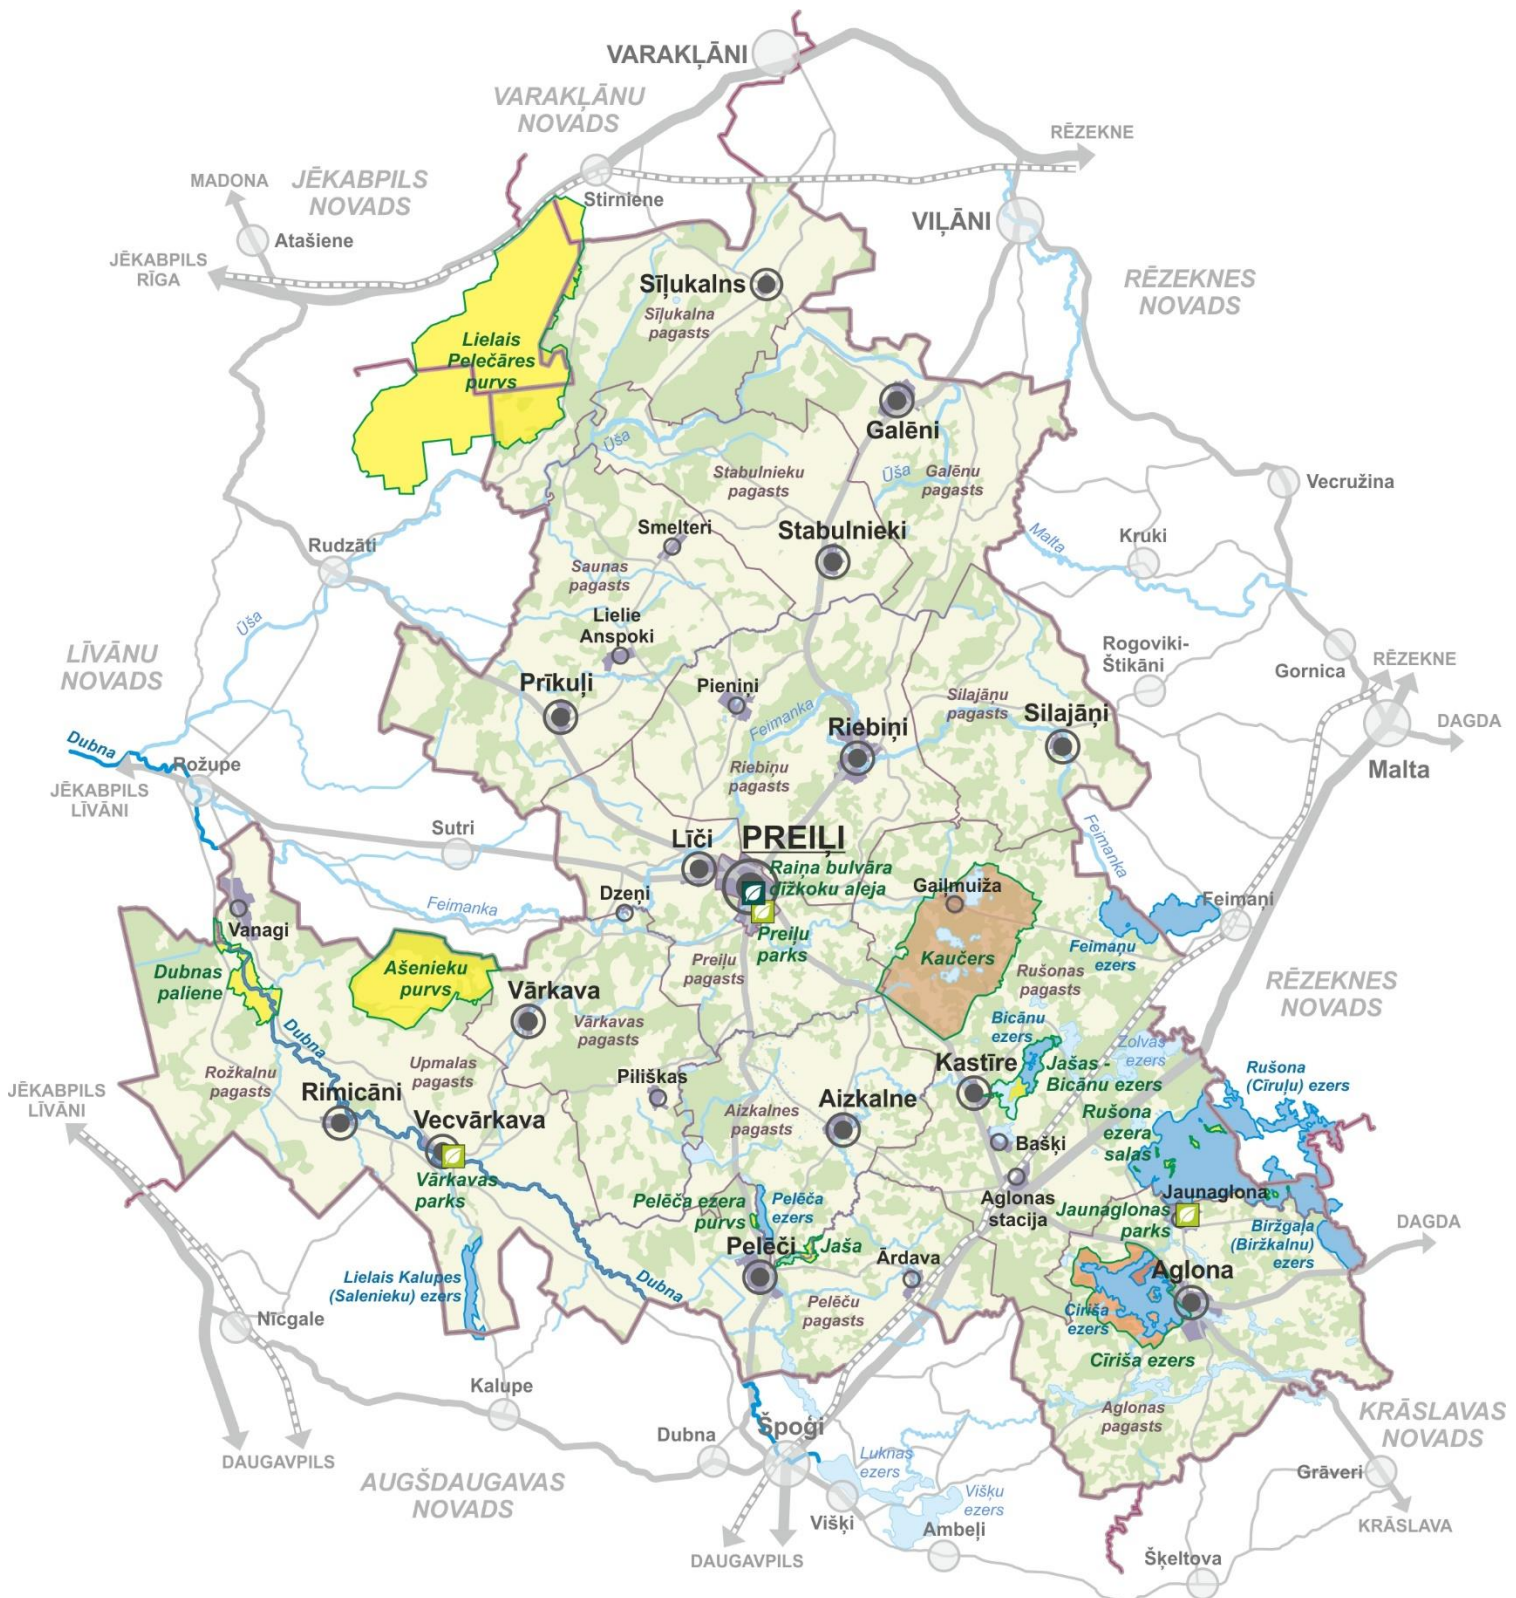 VARAKĻĀNI
VARAKĻĀNU
NOVADS
RĒZEKNE
MADONA
JĒKABPILS
NOVADS
Stirniene
VIĻĀNI
Atašiene
JĒKABPILS
RĪGA
RĒZEKNES
NOVADS
Sīļukalns
Sīļukalna
pagasts
Lielais
Pelečāres
purvs
Galēni
Ūša
Stabulnieku
pagasts
Ūša
Galēnu
pagasts
Vecružina
Smelteri
Stabulnieki
Malta
Kruki
Rudzāti
Saunas
pagasts
Ūša
Lielie
Anspoki
LĪVĀNU
NOVADS
Rogoviki-
Štikāni
Gornica
RĒZEKNE
Prīkuļi
Pieniņi
Silajāņu
pagasts
Silajāņi
Feimanka
Riebiņi
DAGDA
Dubna
Rožupe
Riebiņu
pagasts
Malta
JĒKABPILS
LĪVĀNI
Sutri
Līči
PREIĻI
Feimanka
Raiņa bulvāra
dižkoku aleja
Gailmuiža
Dzeņi
Feimanka
Feimaņi
Vanagi
Preiļu
parks
Feimaņu
ezers
Kaučers
Dubnas
paliene
Ašenieku
purvs
Preiļu
pagasts
Rušonas
pagasts
RĒZEKNES
NOVADS
Vārkava
Vārkavas
pagasts
Bicānu
ezers
Dubna
Zolvas
ezers
Kastīre
Jašas -
Bicānu ezers
Rušona
(Cīruļu) ezers
Rožkalnu
pagasts
Upmalas
pagasts
Piliškas
JĒKABPILS
LĪVĀNI
Rimicāni
Aizkalnes
pagasts
Aizkalne
Rušona
ezera
salas
Vecvārkava
Bašķi
Vārkavas
parks
Aglonas
stacija
Jaunaglona
Pelēča ezera
purvs
Pelēča
ezers
Jaunaglonas
parks
Biržgaļa
(Biržkalnu)
ezers
DAGDA
Pelēči
Jaša
Ārdava
Aglona
Lielais Kalupes
(Salenieku) ezers
Dubna
Pelēču
pagasts
Cīriša
ezers
Nīcgale
Cīriša ezers
Kalupe
Aglonas
pagasts
KRĀSLAVAS
NOVADS
Špoģi
Dubna
DAUGAVPILS
Luknas
ezers
Grāveri
AUGŠDAUGAVAS
NOVADS
Višķu
ezers
Višķi
Ambeļi
KRĀSLAVA
DAUGAVPILS
Šķeltova